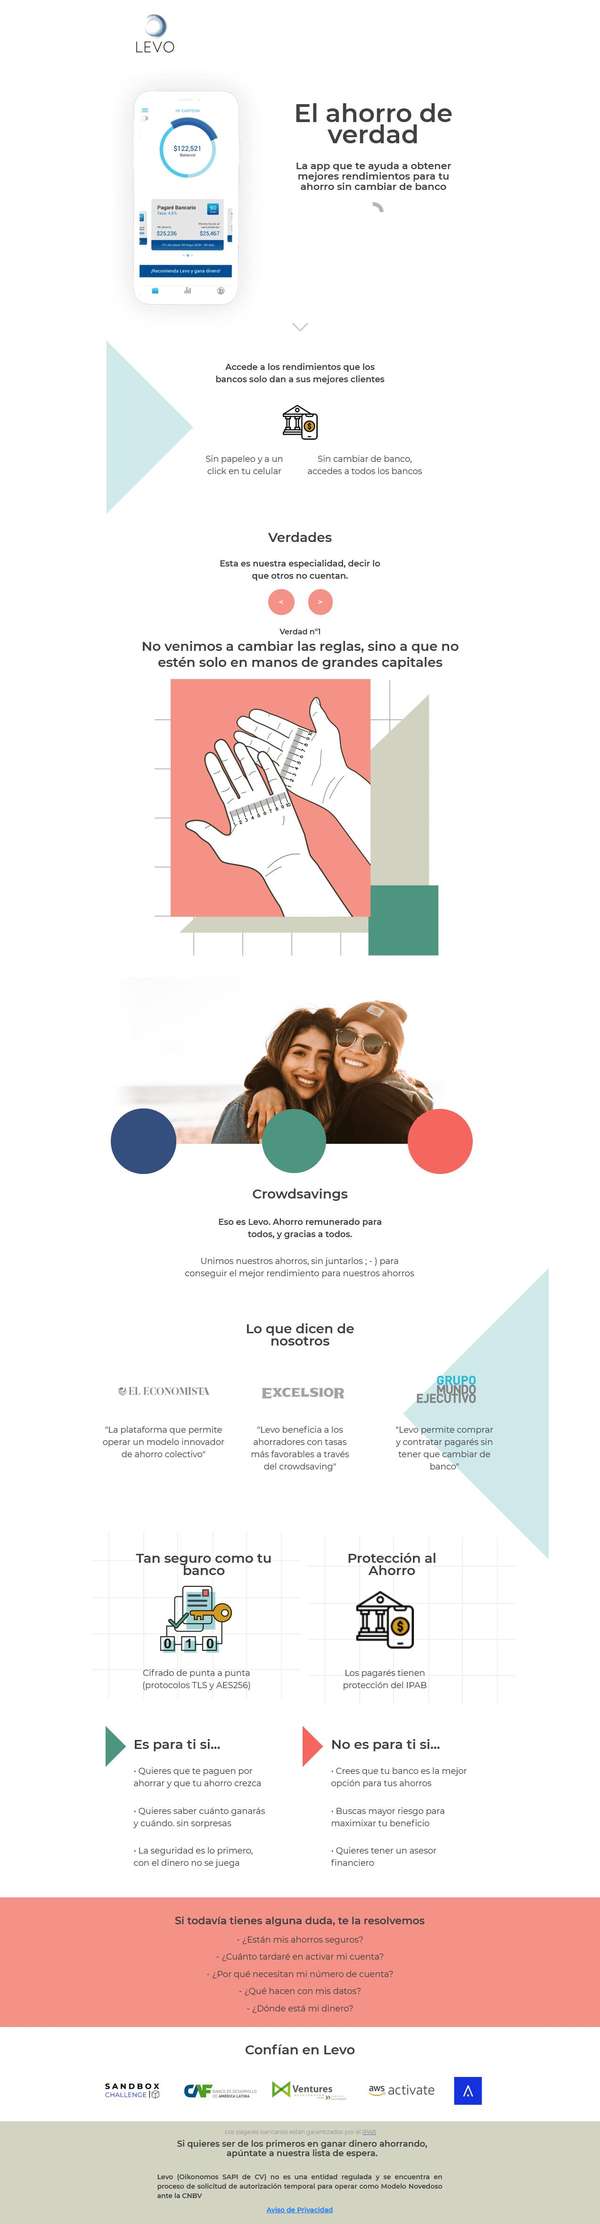 LEVO
$122,521
Balance
Pagaré Bancario
$25,236
$25,467
¡Recomienda Levo y gana dinero!
El ahorro de
verdad
La app que te ayuda a obtener
mejores rendimientos para tu
ahorro sin cambiar de banco
Accede a los rendimientos que los
bancos solo dan a sus mejores clientes
Sin papeleo y a un
click en tu celular
Sin cambiar de banco,
accedes a todos los bancos
Verdades
Esta es nuestra especialidad, decir lo
que otros no cuentan.
<
>
Verdad n°1
No venimos a cambiar las reglas, sino a que no
estén solo en manos de grandes capitales
Crowdsavings
Eso es Levo. Ahorro remunerado para
todos, y gracias a todos.
Unimos nuestros ahorros, sin juntarlos ; - ) para
conseguir el mejor rendimiento para nuestros ahorros
Lo que dicen de
nosotros
EL ECONOMISTA
EXCELSIOR
GRUPO
MUNDO
EJECUTIVO
"La plataforma que permite
operar un modelo innovador
de ahorro colectivo"
"Levo beneficia a los
ahorradores con tasas
más favorables a través
del crowdsaving"
"Levo permite comprar
y contratar pagarés sin
tener que cambiar de
banco"
Tan seguro como tu
banco
0 1 0
Cifrado de punta a punta
(protocolos TLS y AES256)
Protección al
Ahorro
$
Los pagarés tienen
protección del IPAB
Es para ti si...
• Quieres que te paguen por
ahorrar y que tu ahorro crezca
• Quieres saber cuánto ganarás
y cuándo. sin sorpresas
• La seguridad es lo primero,
con el dinero no se juega
No es para ti si...
• Crees que tu banco es la mejor
opción para tus ahorros
• Buscas mayor riesgo para
maximixar tu beneficio
• Quieres tener un asesor
financiero
Si todavía tienes alguna duda, te la resolvemos
- ¿Están mis ahorros seguros?
- ¿Cuánto tardaré en activar mi cuenta?
- ¿Por qué necesitan mi número de cuenta?
- ¿Qué hacen con mis datos?
- ¿Dónde está mi dinero?
Confían en Levo
SANDBOX
CHALLENGE
CAF BANCO DE DESARROLLO
DE AMÉRICA LATINA
Ventures
aws activate
Los pagarés bancarios están garantizados por el IPAB
Si quieres ser de los primeros en ganar dinero ahorrando,
apúntate a nuestra lista de espera.
Levo (Oikonomos SAPI de CV) no es una entidad regulada y se encuentra en
proceso de solicitud de autorización temporal para operar como Modelo Novedoso
ante la CNBV
Aviso de Privacidad